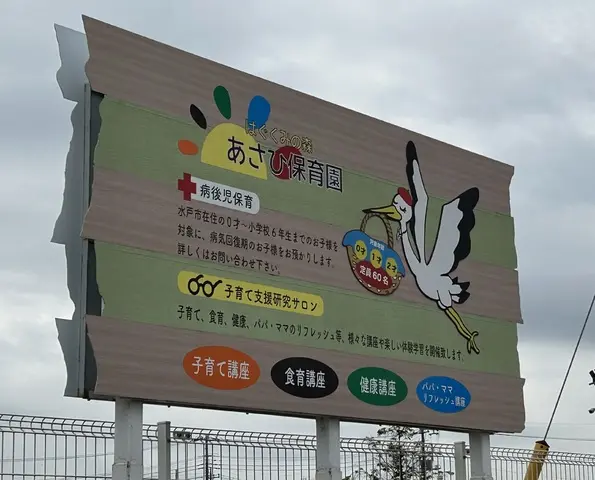 はぐくみの森
あさひ保育園
病後児保育
水戸市在住の0才~小学校6年生までのお子様を
対象に、病気回復期のお子様をお預かりします。
詳しくはお問い合わせ下さい。
0才 1才 2才
定員60名
子育て支援研究サロン
子育て、食育、健康、パパ・ママのリフレッシュ等、様々な講座や楽しい体験学習を開催致します。
子育て講座
食育講座
健康講座
パパ・ママ
リフレッシュ講座